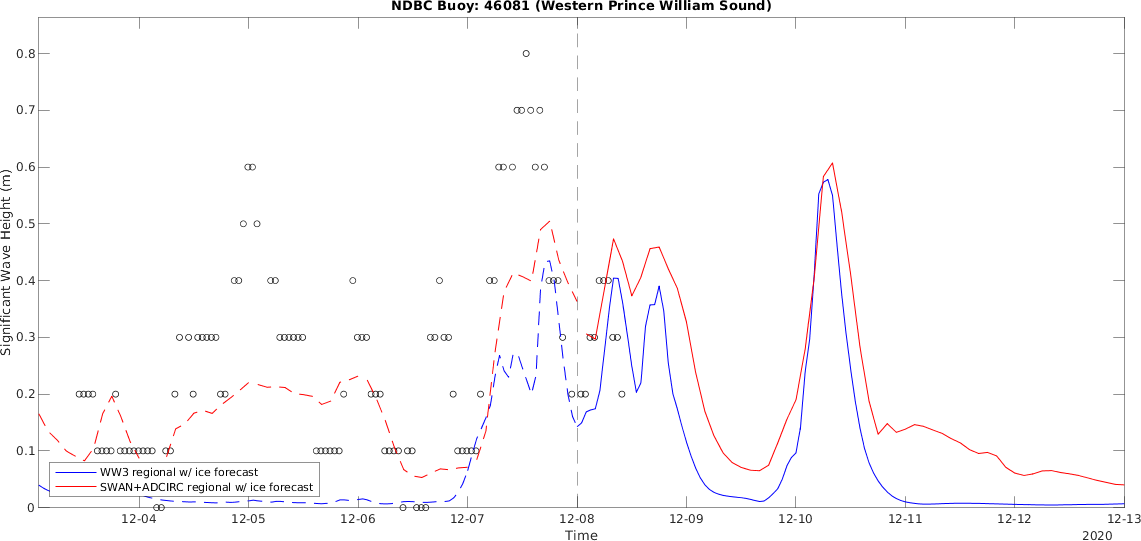 NDBC Buoy: 46081 (Western Prince William Sound)
Significant Wave Height (m)
0.8
0.7
0.6
0.5
0.4
0.3
0.2
0.1
0
WW3 regional w/ ice forecast
SWAN+ADCIRC regional w/ ice forecast
12-04 12-05 12-06 12-07 12-08 12-09 12-10 12-11 12-12 12-13
Time
2020